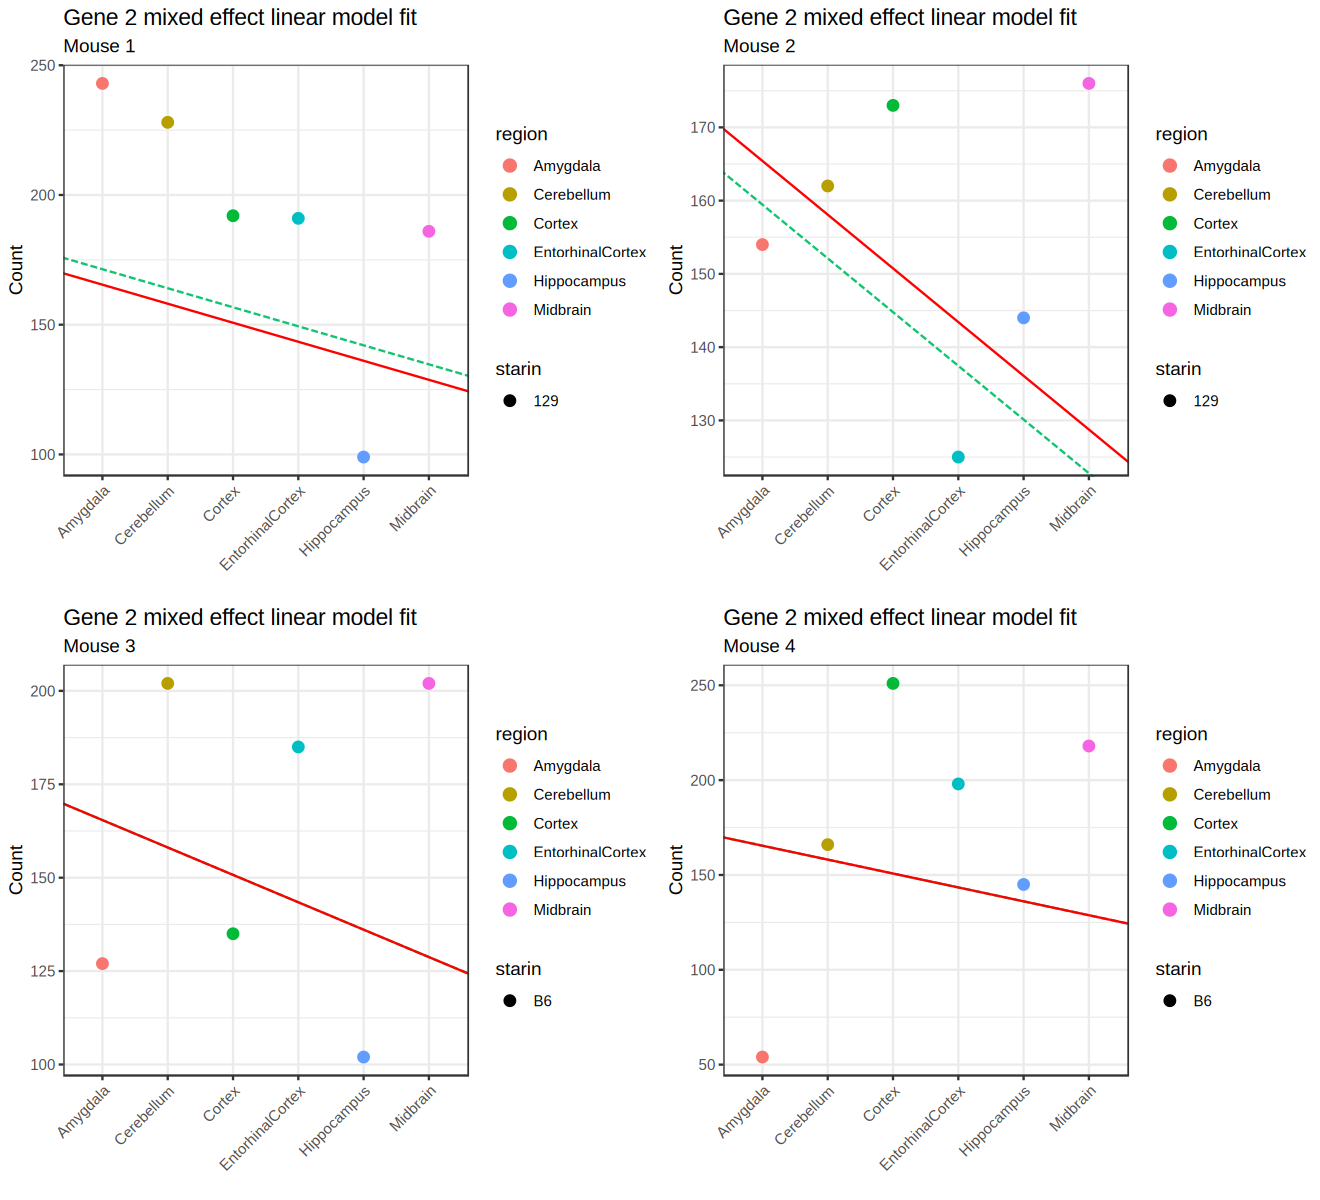 Gene 2 mixed effect linear model fit
Mouse 1
250
200
150
100
Count
Amygdala
Cerebellum
Cortex
EntorhinalCortex
Hippocampus
Midbrain
region
Amygdala
Cerebellum
Cortex
EntorhinalCortex
Hippocampus
Midbrain
starin
129
Gene 2 mixed effect linear model fit
Mouse 2
170
160
150
140
130
Count
Amygdala
Cerebellum
Cortex
EntorhinalCortex
Hippocampus
Midbrain
region
Amygdala
Cerebellum
Cortex
EntorhinalCortex
Hippocampus
Midbrain
starin
129
Gene 2 mixed effect linear model fit
Mouse 3
200
175
150
125
100
Count
Amygdala
Cerebellum
Cortex
EntorhinalCortex
Hippocampus
Midbrain
region
Amygdala
Cerebellum
Cortex
EntorhinalCortex
Hippocampus
Midbrain
starin
B6
Gene 2 mixed effect linear model fit
Mouse 4
250
200
150
100
50
Count
Amygdala
Cerebellum
Cortex
EntorhinalCortex
Hippocampus
Midbrain
region
Amygdala
Cerebellum
Cortex
EntorhinalCortex
Hippocampus
Midbrain
starin
B6